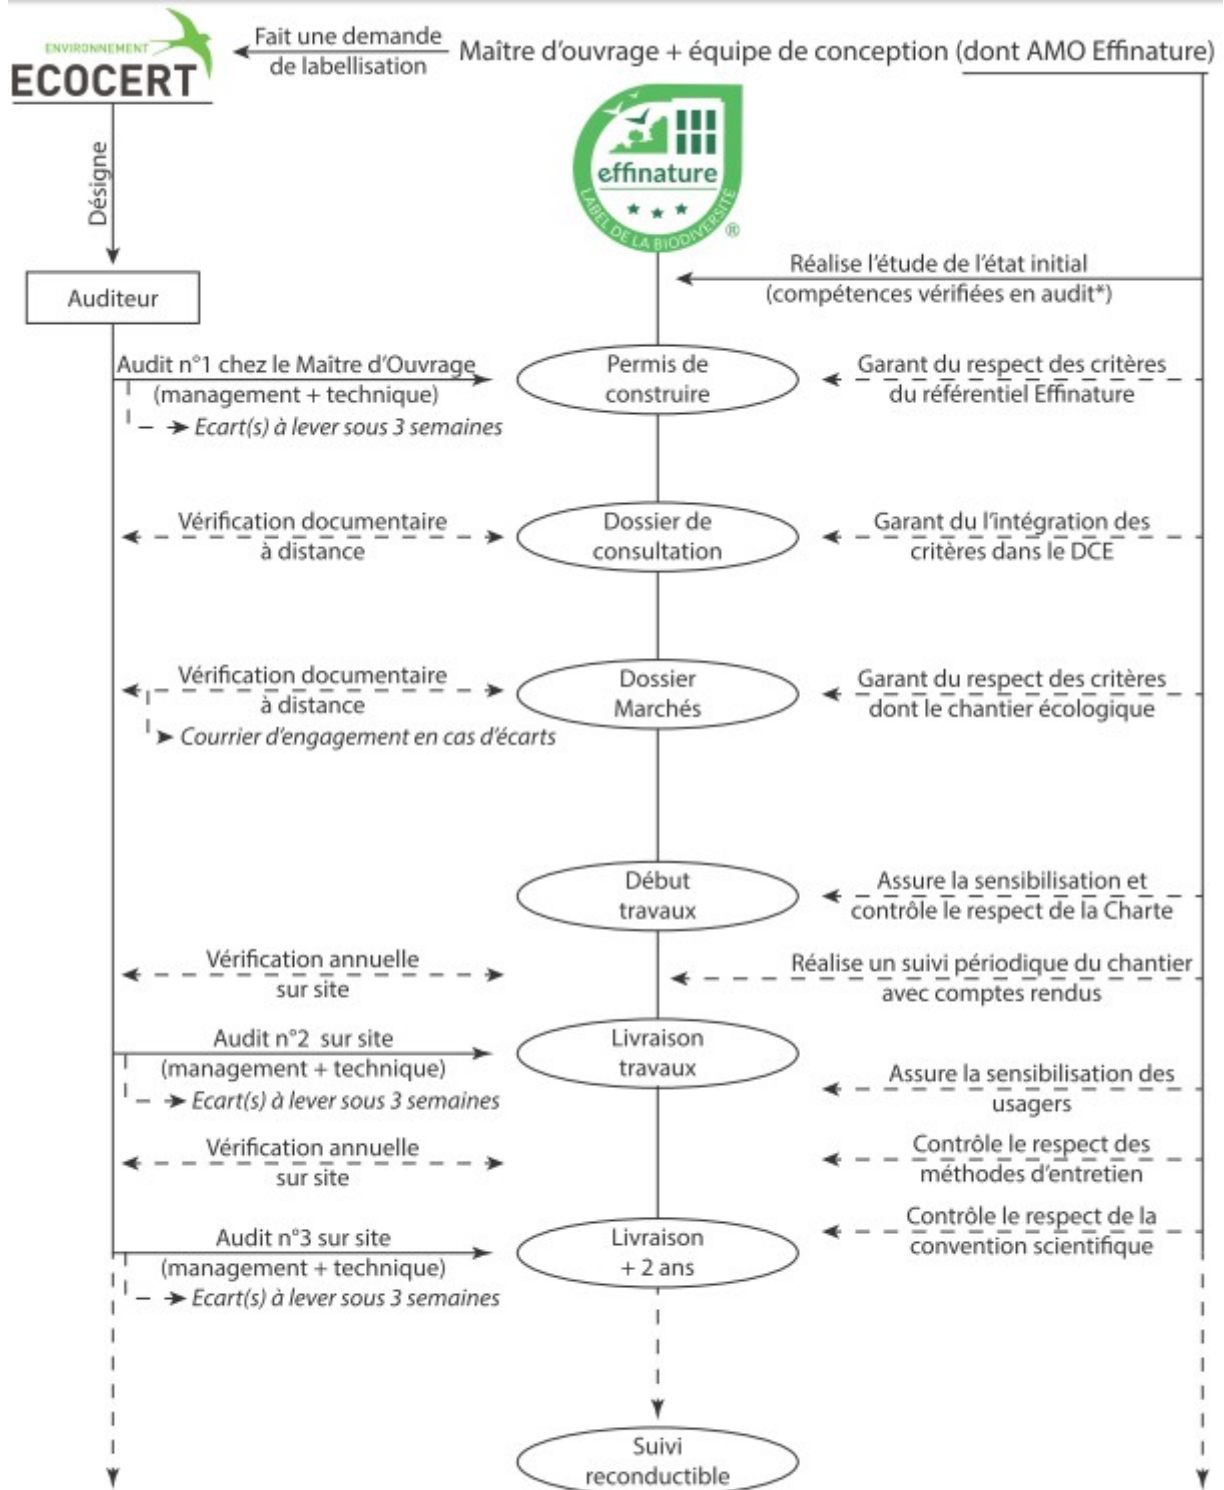 ENVIRONNEMENT
ECOCERT
Fait une demande
de labellisation
Maître d'ouvrage + équipe de conception (dont AMO Effinature)
Désigne
effinature
LABEL DE LA BIODIVERSITÉ
®
Réalise l'étude de l'état initial
(compétences vérifiées en audit*)
Auditeur
Audit n°1 chez le Maître d'Ouvrage
(management + technique)
Ecart(s) à lever sous 3 semaines
Permis de
construire
Garant du respect des critères
du référentiel Effinature
Vérification documentaire
à distance
Dossier de
consultation
Garant du l'intégration des
critères dans le DCE
Vérification documentaire
à distance
Courrier d'engagement en cas d'écarts
Dossier
Marchés
Garant du respect des critères
dont le chantier écologique
Début
travaux
Assure la sensibilisation et
contrôle le respect de la Charte
Vérification annuelle
sur site
Réalise un suivi périodique du chantier
avec comptes rendus
Audit n°2 sur site
(management + technique)
Ecart(s) à lever sous 3 semaines
Livraison
travaux
Assure la sensibilisation des
usagers
Vérification annuelle
sur site
Contrôle le respect des
méthodes d'entretien
Audit n°3 sur site
(management + technique)
Ecart(s) à lever sous 3 semaines
Livraison
+ 2 ans
Contrôle le respect de la
convention scientifique
Suivi
reconductible